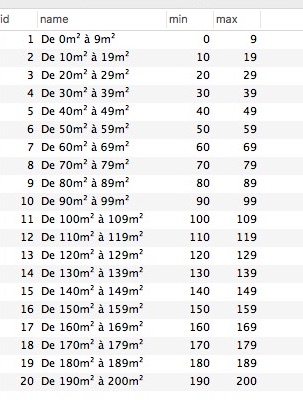 id name min max
1 De 0m² à 9m² 0 9
2 De 10m² à 19m² 10 19
3 De 20m² à 29m² 20 29
4 De 30m² à 39m² 30 39
5 De 40m² à 49m² 40 49
6 De 50m² à 59m² 50 59
7 De 60m² à 69m² 60 69
8 De 70m² à 79m² 70 79
9 De 80m² à 89m² 80 89
10 De 90m² à 99m² 90 99
11 De 100m² à 109m² 100 109
12 De 110m² à 119m² 110 119
13 De 120m² à 129m² 120 129
14 De 130m² à 139m² 130 139
15 De 140m² à 149m² 140 149
16 De 150m² à 159m² 150 159
17 De 160m² à 169m² 160 169
18 De 170m² à 179m² 170 179
19 De 180m² à 189m² 180 189
20 De 190m² à 200m² 190 200